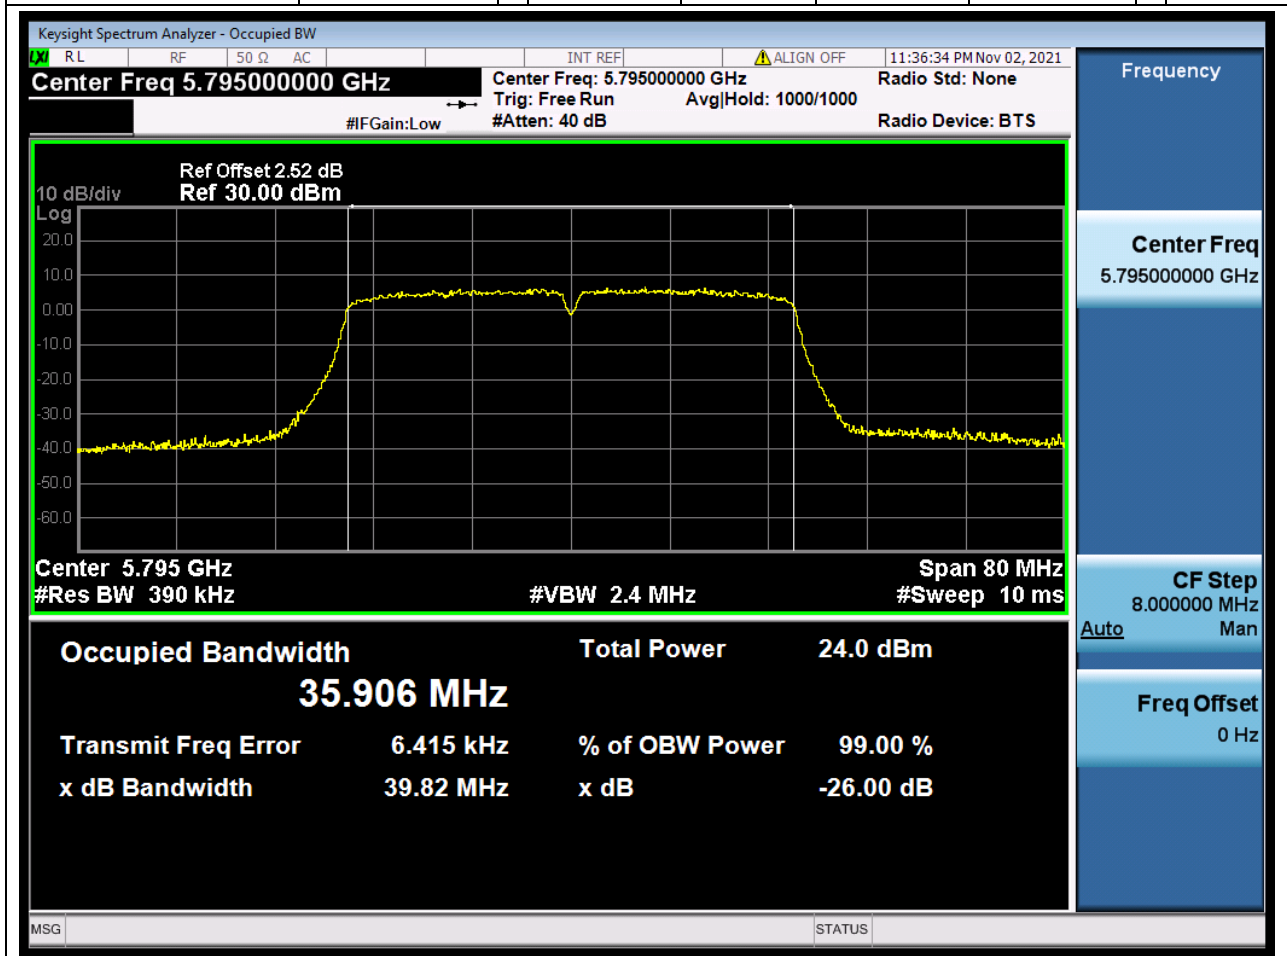 Keysight Spectrum Analyzer - Occupied BW
LXI RL RF 50 Ω AC INT REF ALIGN OFF 11:36:34 PM Nov 02, 2021
Center Freq 5.795000000 GHz
Center Freq: 5.795000000 GHz
Radio Std: None
Trig: Free Run Avg|Hold: 1000/1000
#IFGain:Low
#Atten: 40 dB
Radio Device: BTS
Ref Offset 2.52 dB
10 dB/div Ref 30.00 dBm
Log
20.0
10.0
0.00
-10.0
-20.0
-30.0
-40.0
-50.0
-60.0
Center 5.795 GHz Span 80 MHz
#Res BW 390 kHz #VBW 2.4 MHz #Sweep 10 ms
Occupied Bandwidth Total Power 24.0 dBm
35.906 MHz
Transmit Freq Error 6.415 kHz % of OBW Power 99.00 %
x dB Bandwidth 39.82 MHz x dB -26.00 dB
MSG STATUS
Frequency
Center Freq
5.795000000 GHz
CF Step
8.000000 MHz
Auto Man
Freq Offset
0 Hz